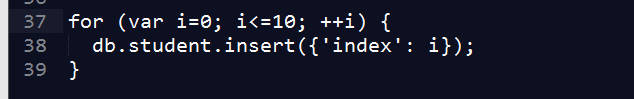 37 for (var i=0; i<=10; ++i) {
38   db.student.insert({'index': i});
39 }